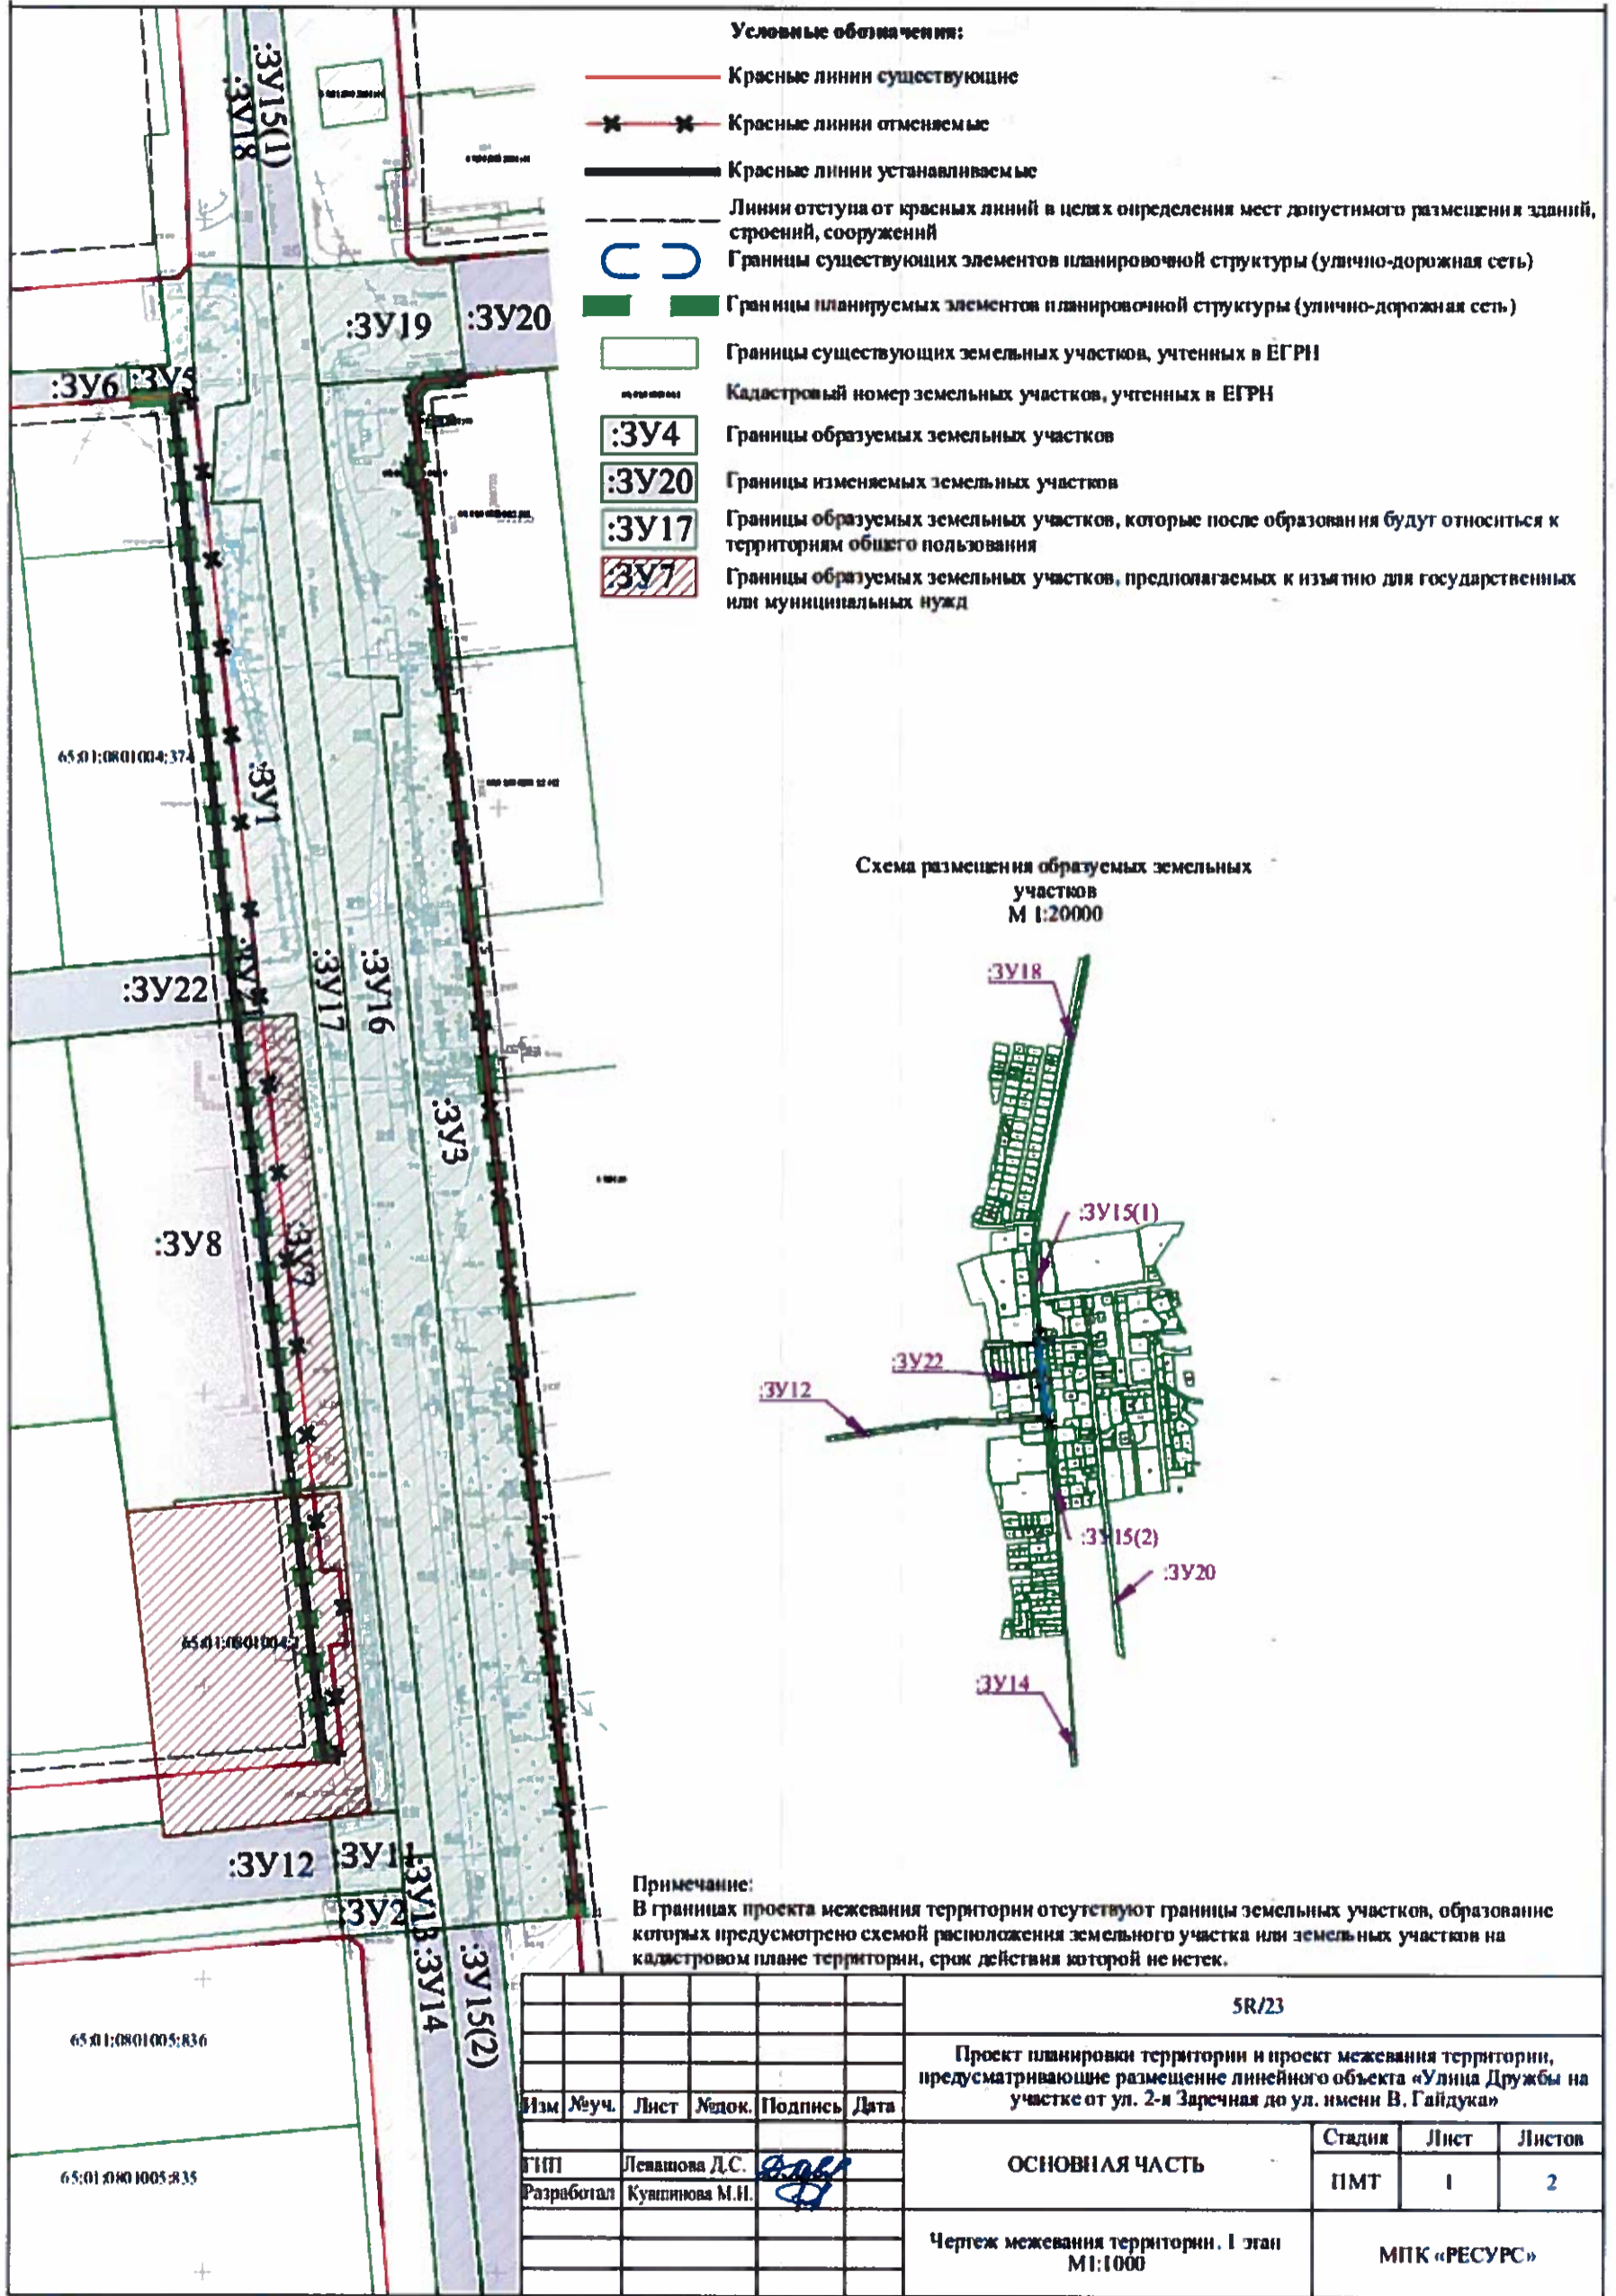 Условные обозначения:
Красные линии существующие
Красные линии отменяемые
Красные линии устанавливаемые
Линии отступа от красных линий в целях определения мест допустимого размещения зданий,
строений, сооружений
Границы существующих элементов планировочной структуры (улично-дорожная сеть)
Границы планируемых элементов планировочной структуры (улично-дорожная сеть)
Границы существующих земельных участков, учтенных в ЕГРН
Кадастровый номер земельных участков, учтенных в ЕГРН
:ЗУ4
Границы образуемых земельных участков
:ЗУ20
Границы изменяемых земельных участков
:ЗУ17
Границы образуемых земельных участков, которые после образования будут относиться к
территориям общего пользования
:ЗУ7
Границы образуемых земельных участков, предполагаемых к изъятию для государственных
или муниципальных нужд
:ЗУ18
:ЗУ15(1)
:ЗУ19
:ЗУ20
:ЗУ6
:ЗУ5
65:01:0801004:374
:ЗУ1
:ЗУ22
:ЗУ17
:ЗУ16
:ЗУ3
:ЗУ8
:ЗУ7
:ЗУ12
:ЗУ11
:ЗУ2
:ЗУ13
:ЗУ14
:ЗУ15(2)
65:01:0801005:836
65:01:0801005:835
Схема размещения образуемых земельных
участков
М 1:20000
:ЗУ18
:ЗУ15(1)
:ЗУ22
:ЗУ12
:ЗУ15(2)
:ЗУ20
:ЗУ14
Примечание:
В границах проекта межевания территории отсутствуют границы земельных участков, образование
которых предусмотрено схемой расположения земельного участка или земельных участков на
кадастровом плане территории, срок действия которой не истек.
5R/23
Проект планировки территории и проект межевания территории,
предусматривающие размещение линейного объекта «Улица Дружбы на
участке от ул. 2-я Заречная до ул. имени В. Гайдука»
Изм №уч. Лист №док. Подпись Дата
ГИП Левашова Д.С.
Разработал Кувшинова М.И.
ОСНОВНАЯ ЧАСТЬ
Стадия Лист Листов
ПМТ 1 2
Чертеж межевания территории. 1 этап
М1:1000
МПК «РЕСУРС»